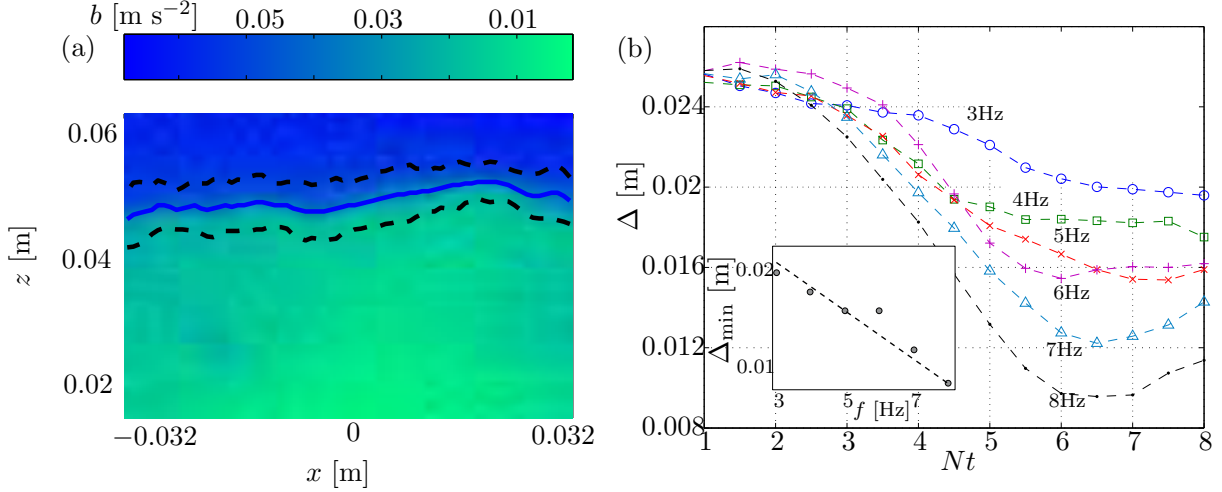 b [m s−2]
0.05 0.03 0.01
(a)
0.06
0.04
0.02
z [m]
−0.032 0 0.032
x [m]
(b)
0.024
0.02
0.016
0.012
0.008
Δ [m]
3Hz
4Hz
5Hz
6Hz
7Hz
8Hz
0.02
0.01
Δmin [m]
3 5 7
f [Hz]
1 2 3 4 5 6 7 8
Nt